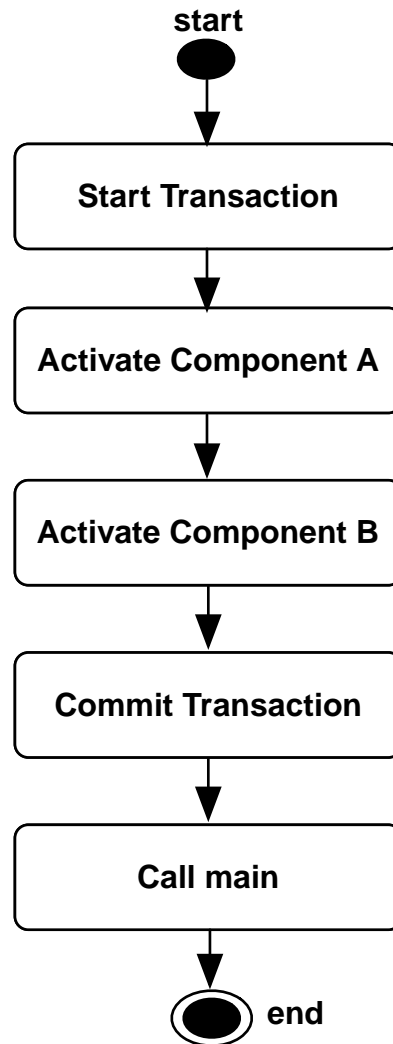 start
Start Transaction
Activate Component A
Activate Component B
Commit Transaction
Call main
end